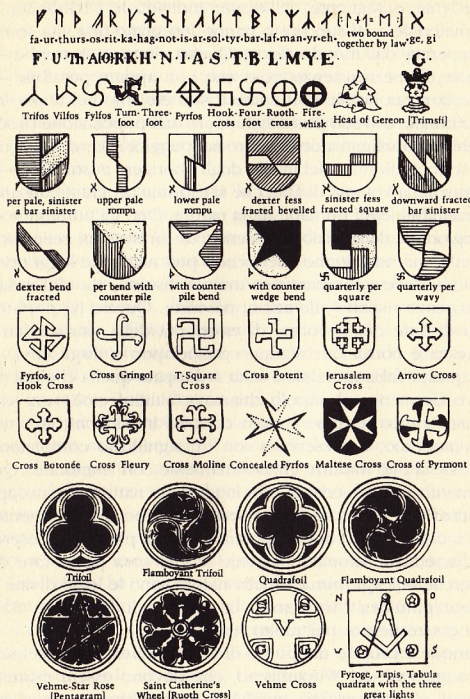 ᚠ ᚢ ᚦ ᚨ ᚱ ᚴ ᚼ ᚾ ᛁ ᛋ ᛏ ᛒ ᛚ ᛉ
two bound together by law · ge, gi
fa-ur-thurs-os-rit-ka-hag-not-is-ar-sol-tyr-bar-laf-man-yr-eh-
F · U · Th · A(O) · R · K · H · N · I · A · S · T · B · L · M · Y · E · G ·
Trifos Vilfos Fylfos Turn-foot Three-foot Fyrfos Hook-cross Four-foot Ruoth-cross Fire-whisk Head of Gereon [Trimsfi]
per pale, sinister a bar sinister
upper pale rompu
lower pale rompu
dexter fess fracted bevelled
sinister fess fracted square
downward fracted bar sinister
dexter bend fracted
per bend with counter pile
with counter pile bend
with counter wedge bend
quarterly per square
quarterly per wavy
Fyrfos, or Hook Cross
Cross Gringol
T-Square Cross
Cross Potent
Jerusalem Cross
Arrow Cross
Cross Botonée Cross Fleury Cross Moline Concealed Fyrfos Maltese Cross Cross of Pyrmont
Trifoil
Flamboyant Trifoil
Quadrafoil
Flamboyant Quadrafoil
V
N O
W S
Vehme-Star Rose [Pentagram]
Saint Catherine's Wheel [Ruoth Cross]
Vehme Cross
Fyroge, Tapis, Tabula quadrata with the three great lights